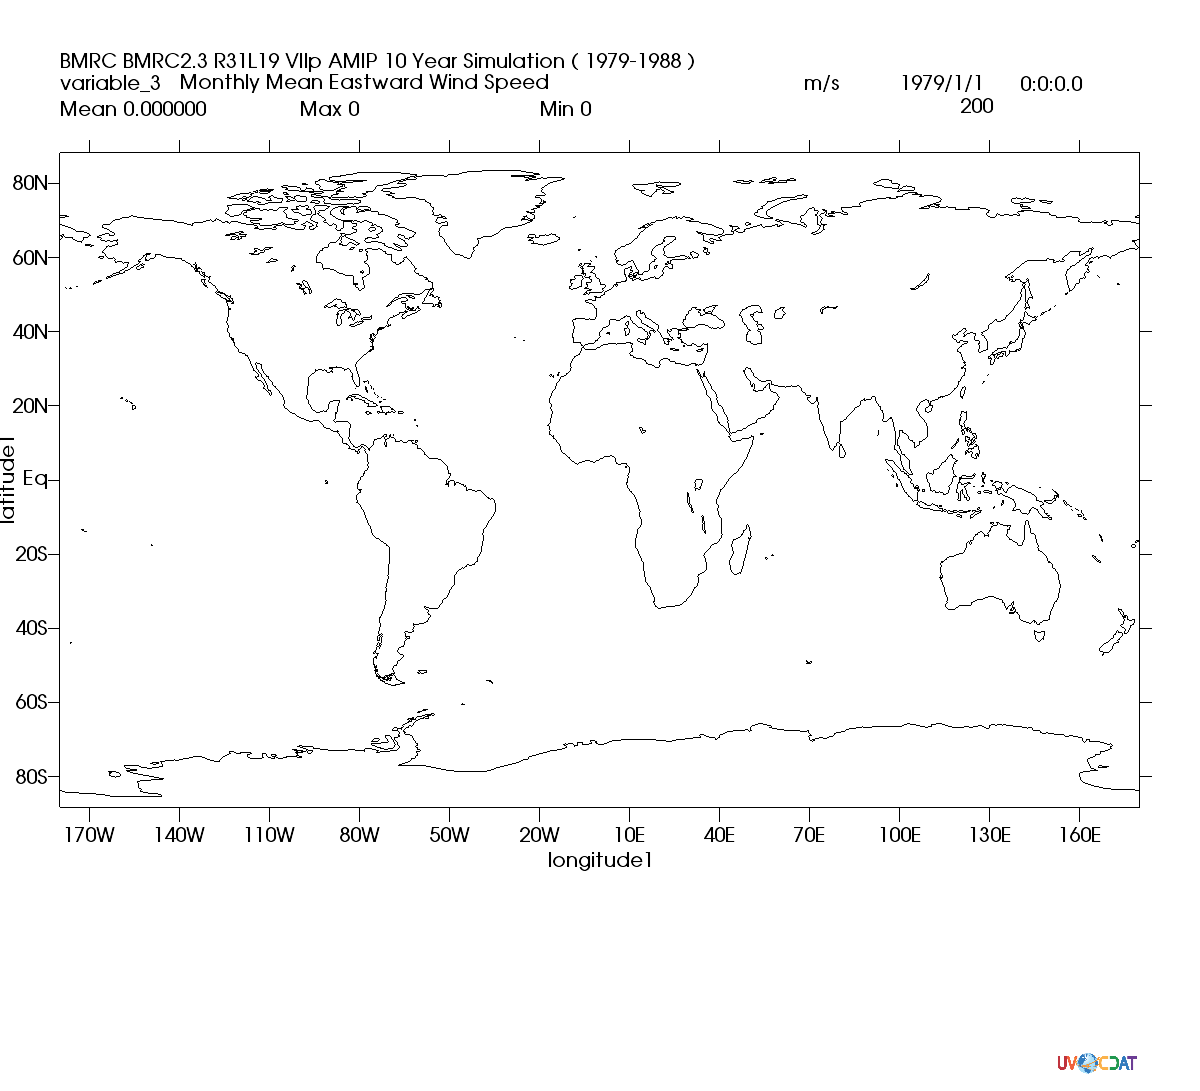 BMRC BMRC2.3 R31L19 VIIp AMIP 10 Year Simulation ( 1979-1988 )
variable_3 Monthly Mean Eastward Wind Speed m/s 1979/1/1 0:0:0.0
Mean 0.000000 Max 0 Min 0 200
80N
60N
40N
20N
Eq
20S
40S
60S
80S
latitude1
170W 140W 110W 80W 50W 20W 10E 40E 70E 100E 130E 160E
longitude1
UV CDAT